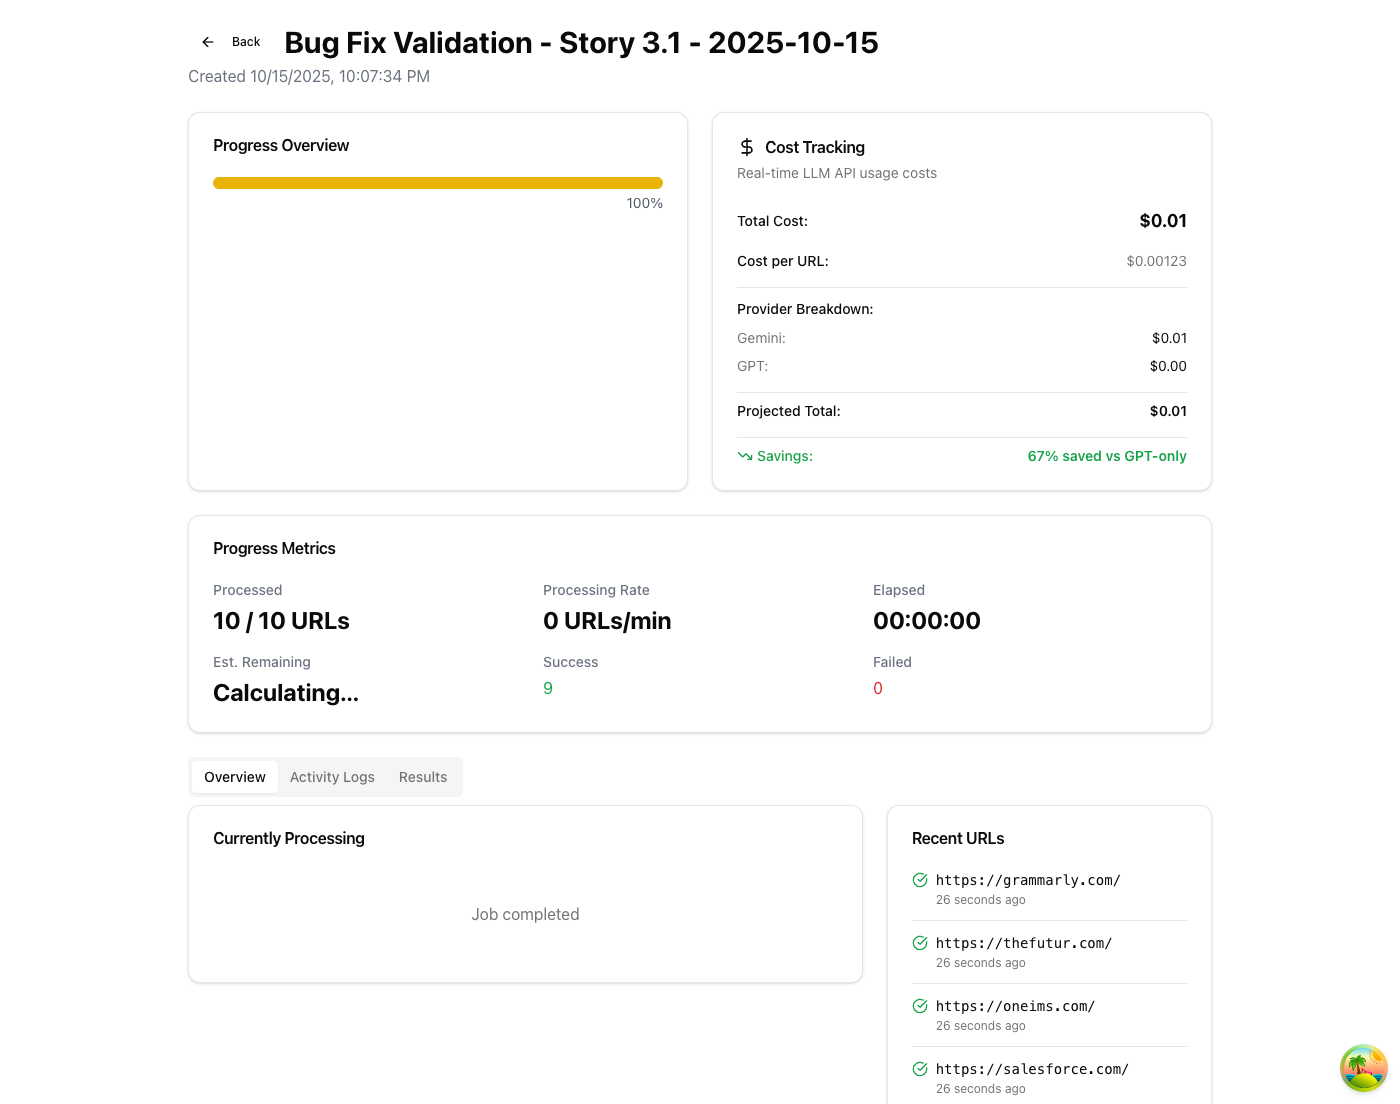 Back
Bug Fix Validation - Story 3.1 - 2025-10-15
Created 10/15/2025, 10:07:34 PM
Progress Overview
100%
Cost Tracking
Real-time LLM API usage costs
Total Cost: $0.01
Cost per URL: $0.00123
Provider Breakdown:
Gemini: $0.01
GPT: $0.00
Projected Total: $0.01
Savings: 67% saved vs GPT-only
Progress Metrics
Processed
10 / 10 URLs
Processing Rate
0 URLs/min
Elapsed
00:00:00
Est. Remaining
Calculating...
Success
9
Failed
0
Overview
Activity Logs
Results
Currently Processing
Job completed
Recent URLs
https://grammarly.com/
26 seconds ago
https://thefutur.com/
26 seconds ago
https://oneims.com/
26 seconds ago
https://salesforce.com/
26 seconds ago